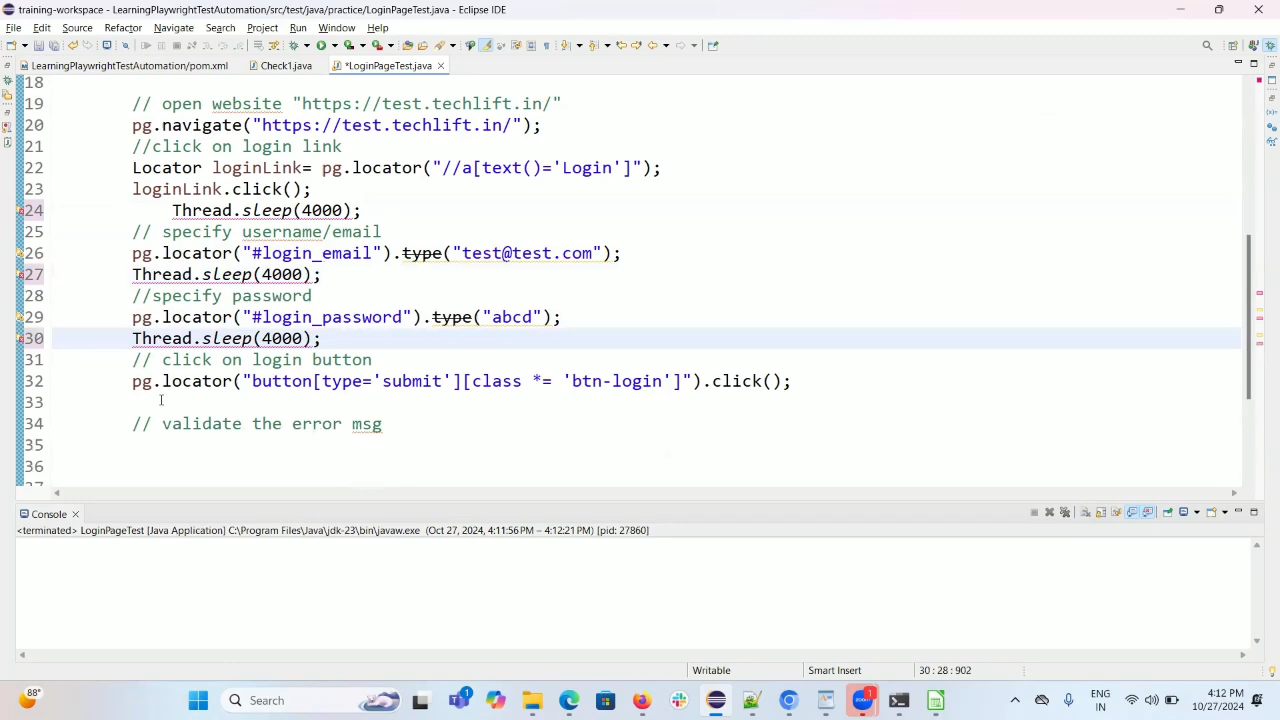 training-workspace - LearningPlaywrightTestAutomation/src/test/java/practice/LoginPageTest.java - Eclipse IDE
File Edit Source Refactor Navigate Search Project Run Window Help
LearningPlaywrightTestAutomation/pom.xml Check1.java *LoginPageTest.java
18
19 // open website "https://test.techlift.in/"
20 pg.navigate("https://test.techlift.in/");
21 //click on login link
22 Locator loginLink= pg.locator("//a[text()='Login']");
23 loginLink.click();
24 Thread.sleep(4000);
25 // specify username/email
26 pg.locator("#login_email").type("test@test.com");
27 Thread.sleep(4000);
28 //specify password
29 pg.locator("#login_password").type("abcd");
30 Thread.sleep(4000);
31 // click on login button
32 pg.locator("button[type='submit'][class *= 'btn-login']").click();
33
34 // validate the error msg
35
36
37
Console
<terminated> LoginPageTest [Java Application] C:\Program Files\Java\jdk-23\bin\javaw.exe (Oct 27, 2024, 4:11:56 PM – 4:12:21 PM) [pid: 27860]
Writable Smart Insert 30 : 28 : 902
88° Search 1 zoom 1 ENG IN 4:12 PM 10/27/2024